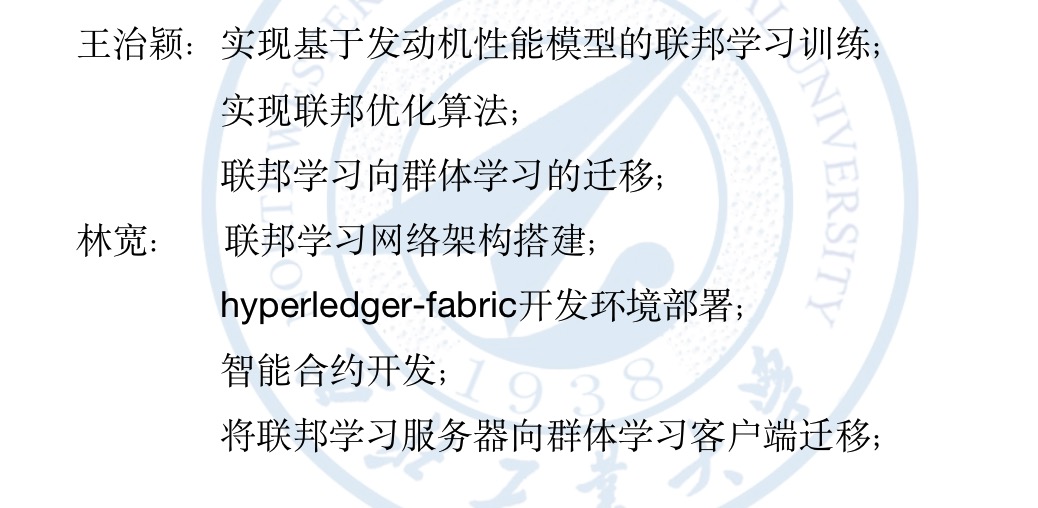 王治颖：实现基于发动机性能模型的联邦学习训练；
实现联邦优化算法；
联邦学习向群体学习的迁移；
林宽：联邦学习网络架构搭建；
hyperledger-fabric开发环境部署；
智能合约开发；
将联邦学习服务器向群体学习客户端迁移；
1938
UNIVERSITY